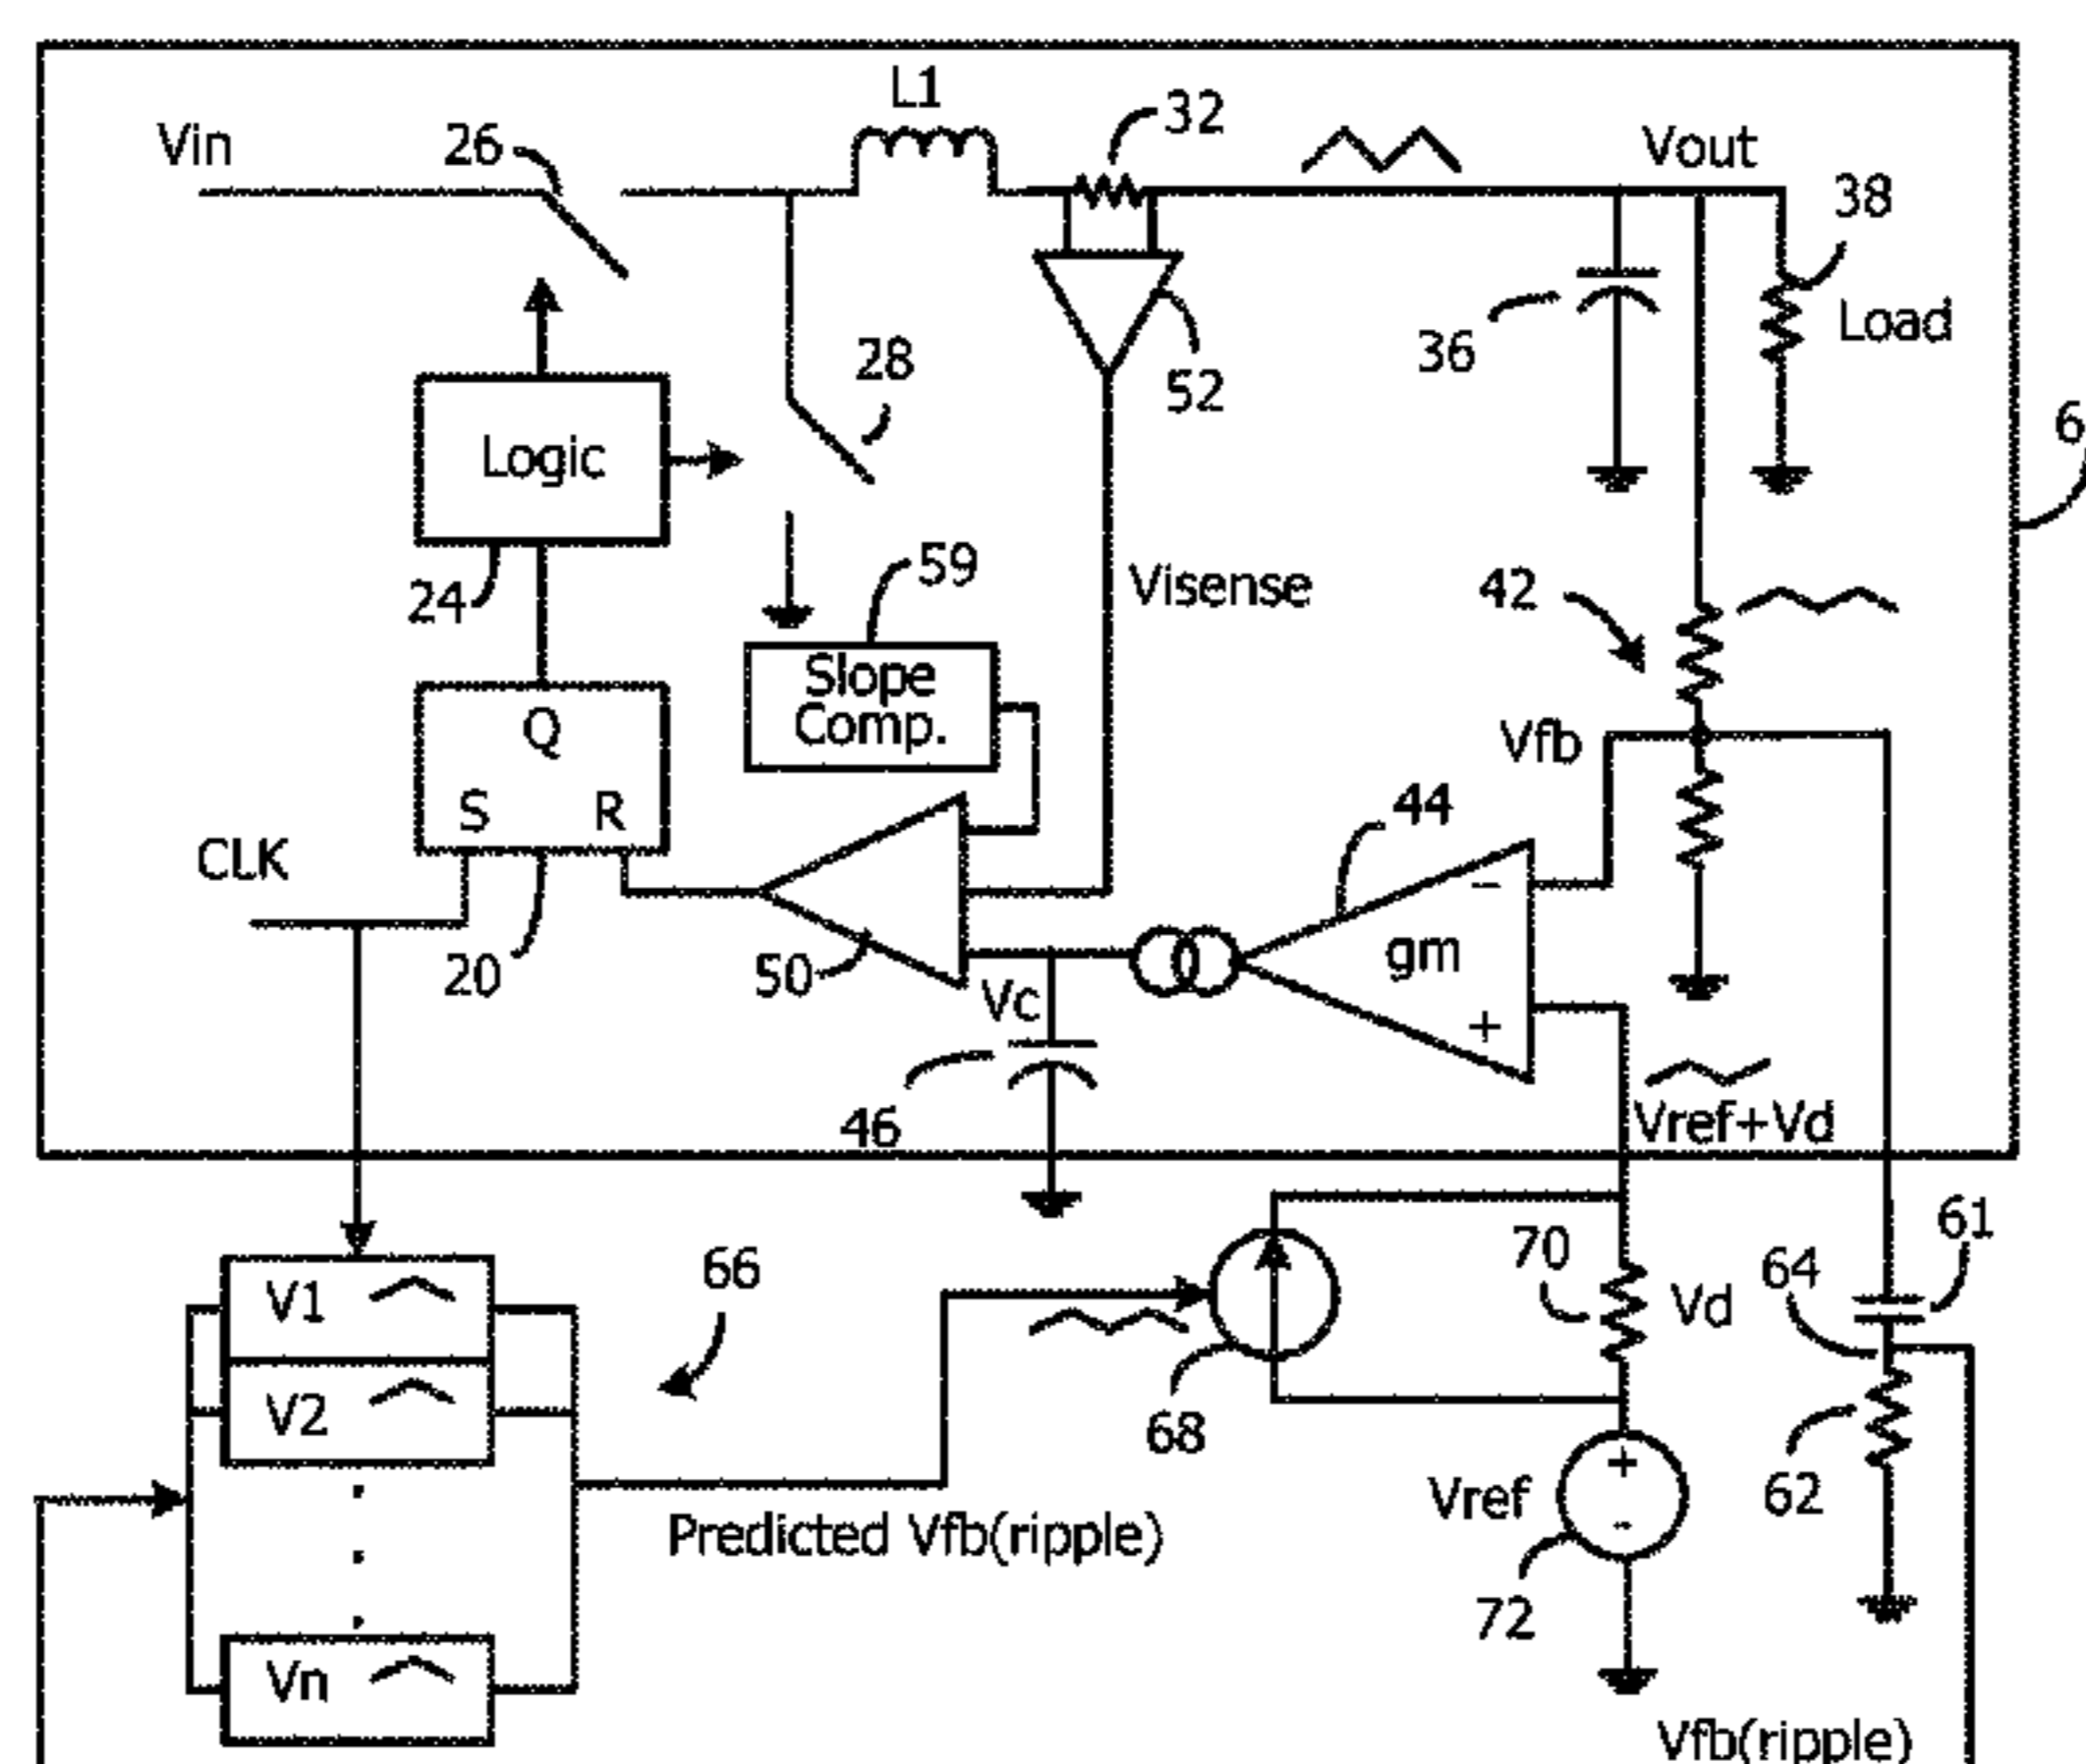 L1
32
Vin
26
Vout
38
Load
36
28
52
6
Logic
59
24
Visense
42
Slope
Comp.
Q
Vfb
S
R
44
CLK
-
gm
20
50
Vc
+
46
Vref+Vd
61
70
64
66
V1
Vd
V2
68
+
Vref
62
-
Predicted Vfb(ripple)
72
Vn
Vfb(ripple)